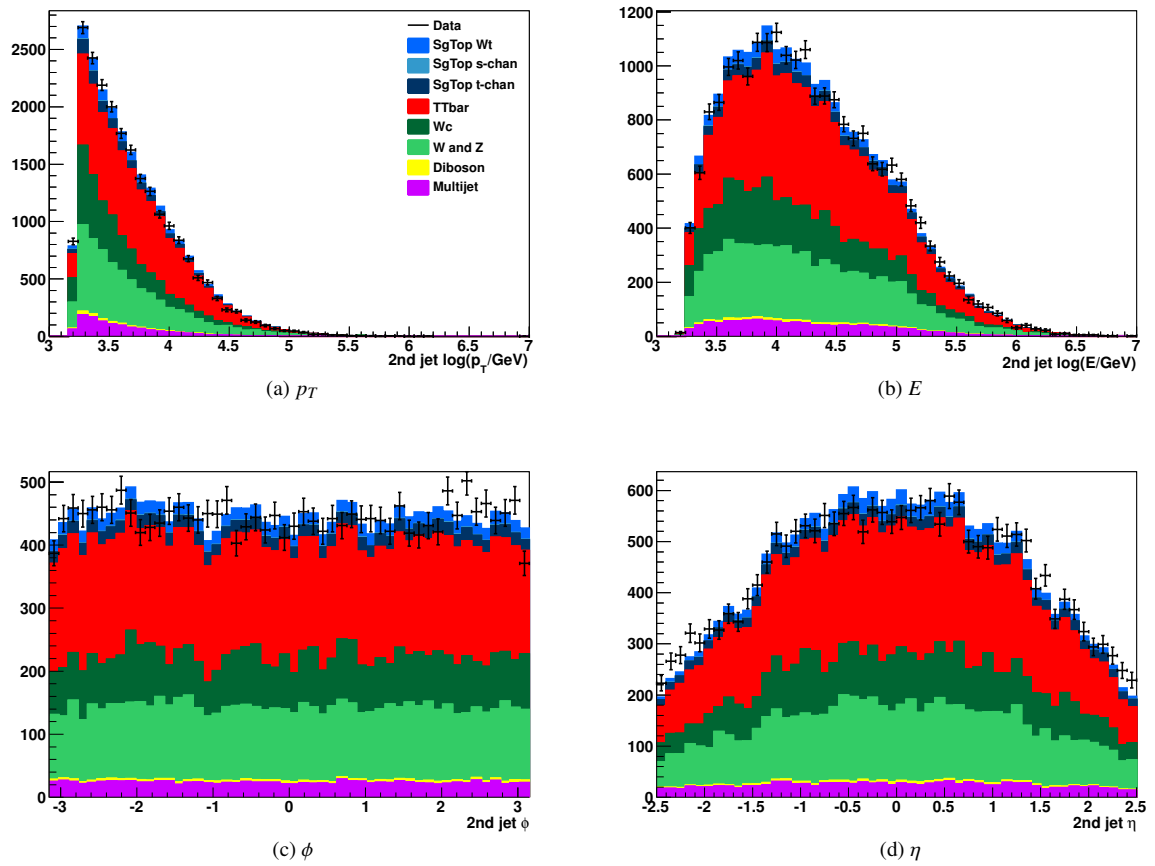 2500
2000
1500
1000
500
0
3 3.5 4 4.5 5 5.5 6 6.5 7
2nd jet log(p_T/GeV)
Data
SgTop Wt
SgTop s-chan
SgTop t-chan
TTbar
Wc
W and Z
Diboson
Multijet
(a) p_T
1200
1000
800
600
400
200
0
3 3.5 4 4.5 5 5.5 6 6.5 7
2nd jet log(E/GeV)
(b) E
500
400
300
200
100
0
-3 -2 -1 0 1 2 3
2nd jet ϕ
(c) ϕ
600
500
400
300
200
100
0
-2.5 -2 -1.5 -1 -0.5 0 0.5 1 1.5 2 2.5
2nd jet η
(d) η